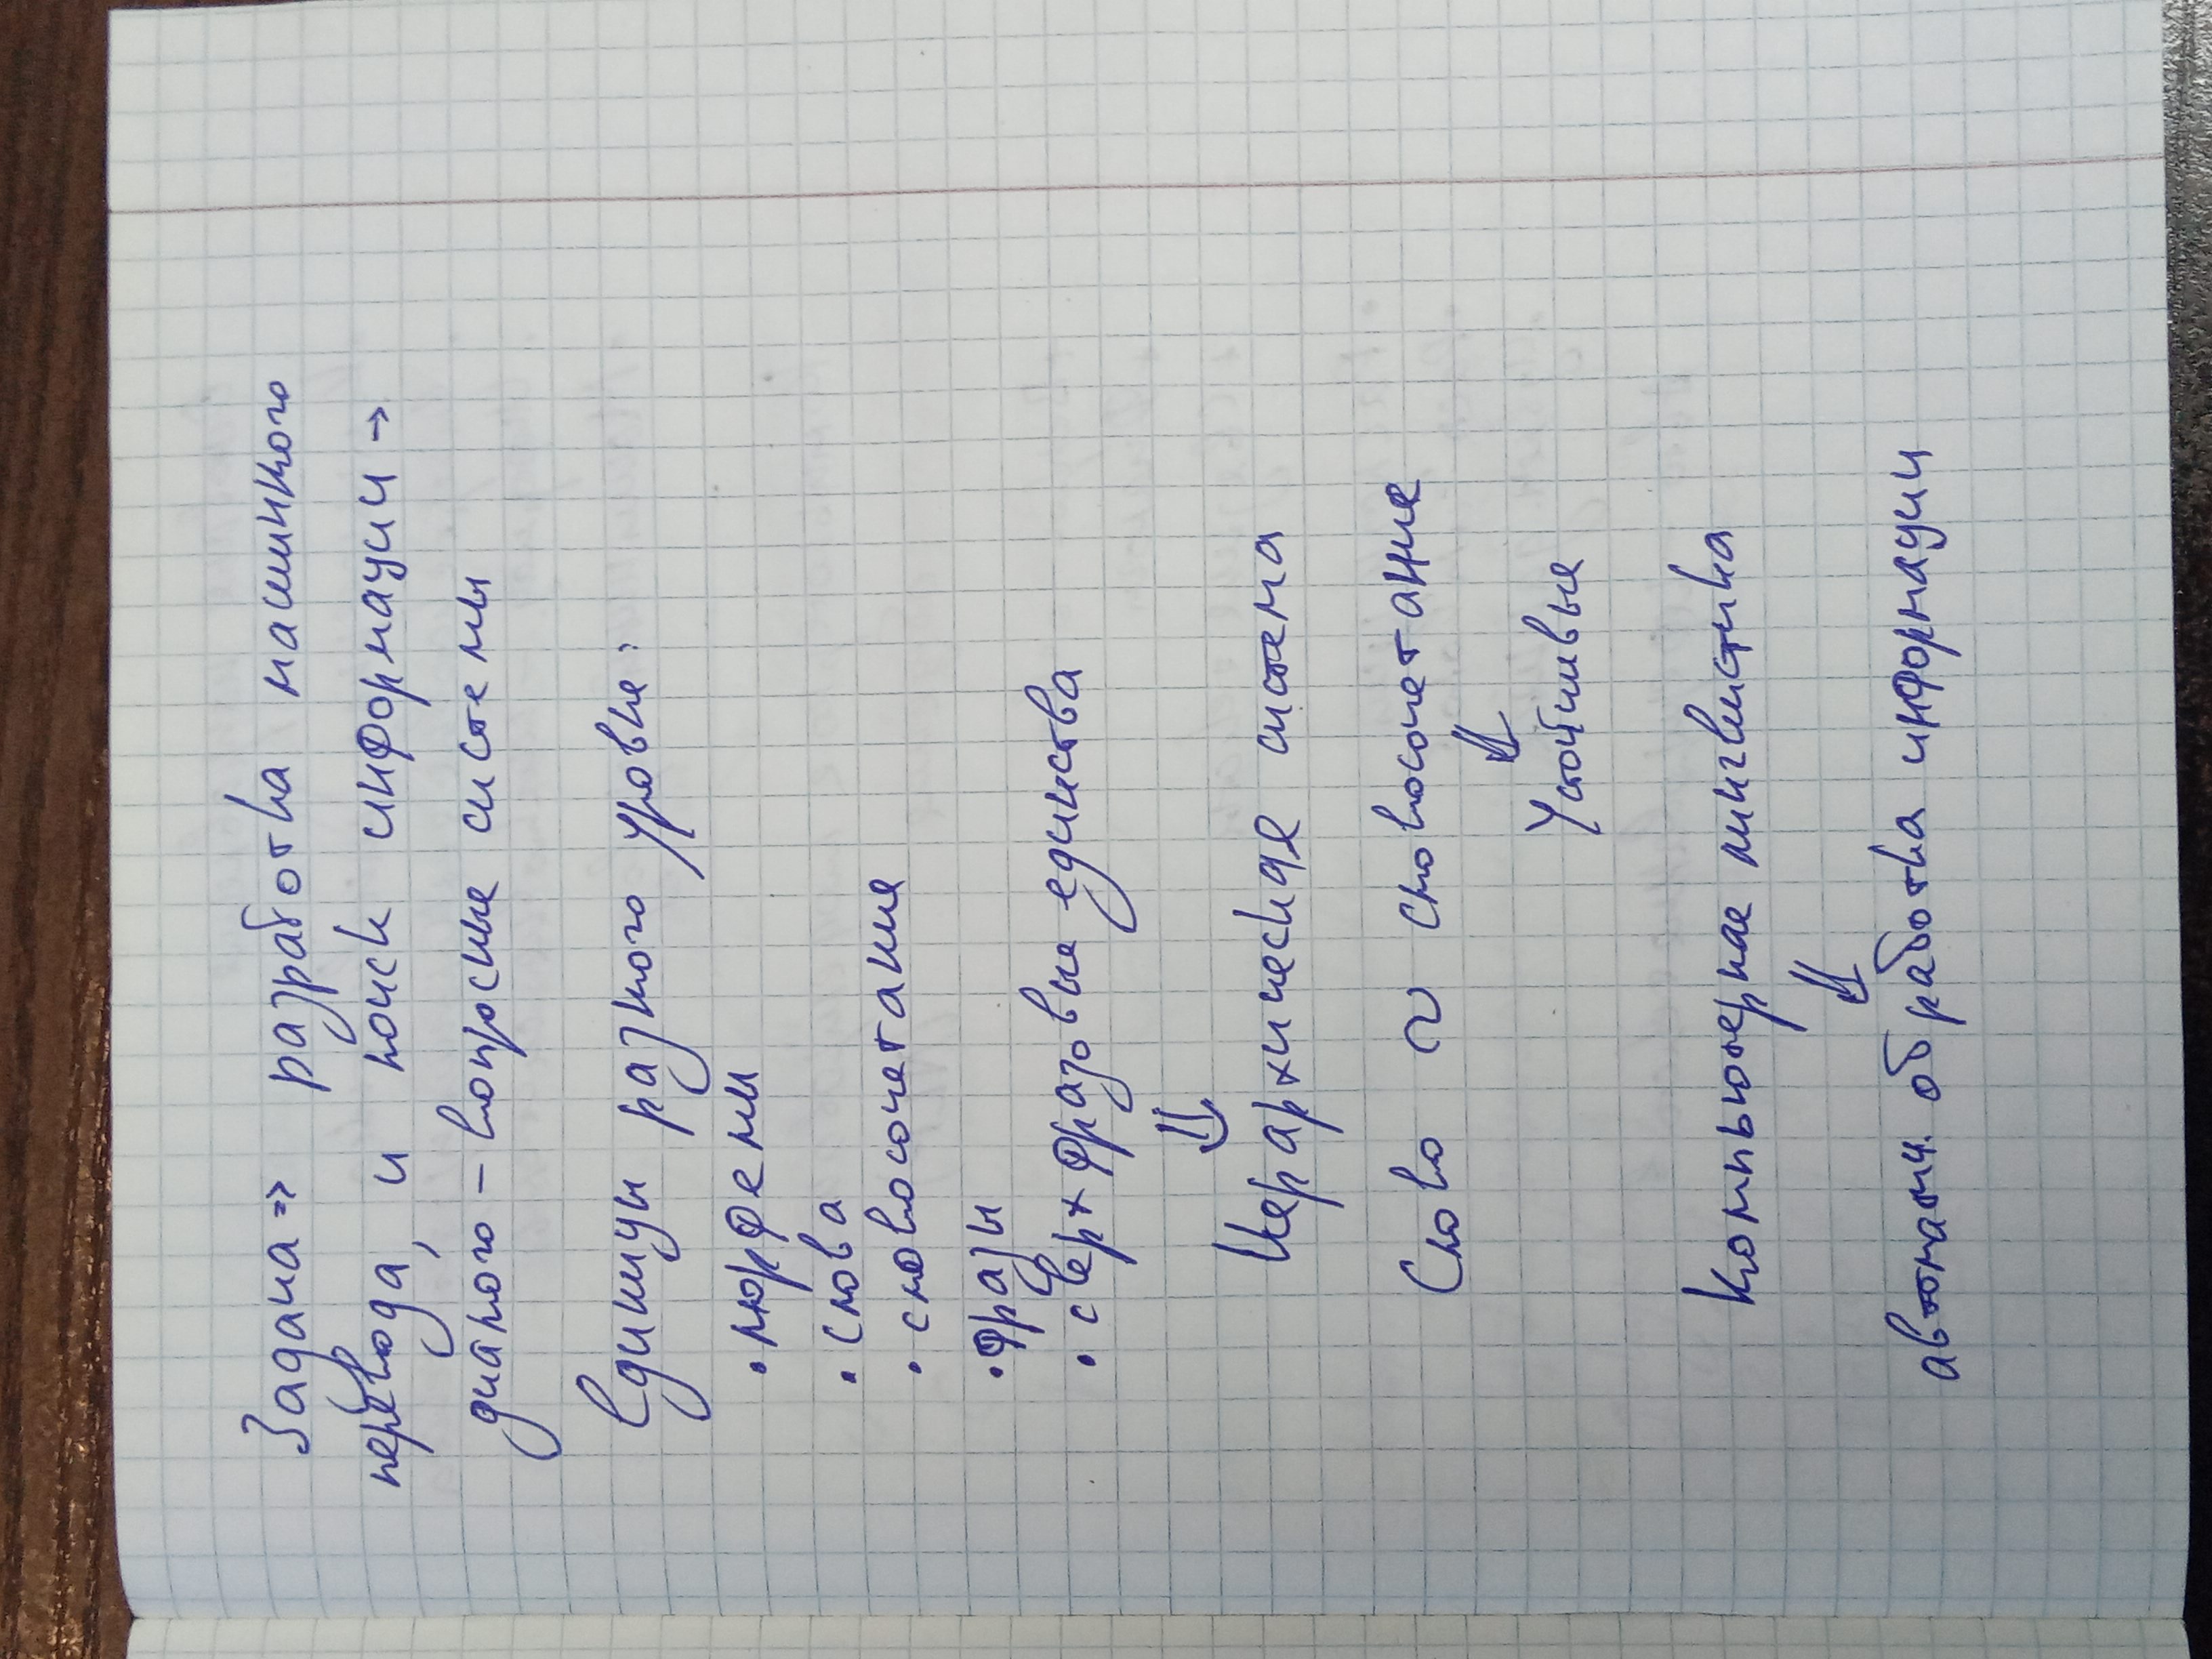 Задача => разработка машинного
перевода, и поиск информации →
диалого - вопросные системы
Единицы разного уровня:
• морфемы
• слова
• словосочетание
• фразы
• сверхфразовые единства
⇓
Иерархическая система
Слово ~ словосочетание
⇓
Устойчивые
Компьютерная лингвистика
⇓
автоматич. обработка информации